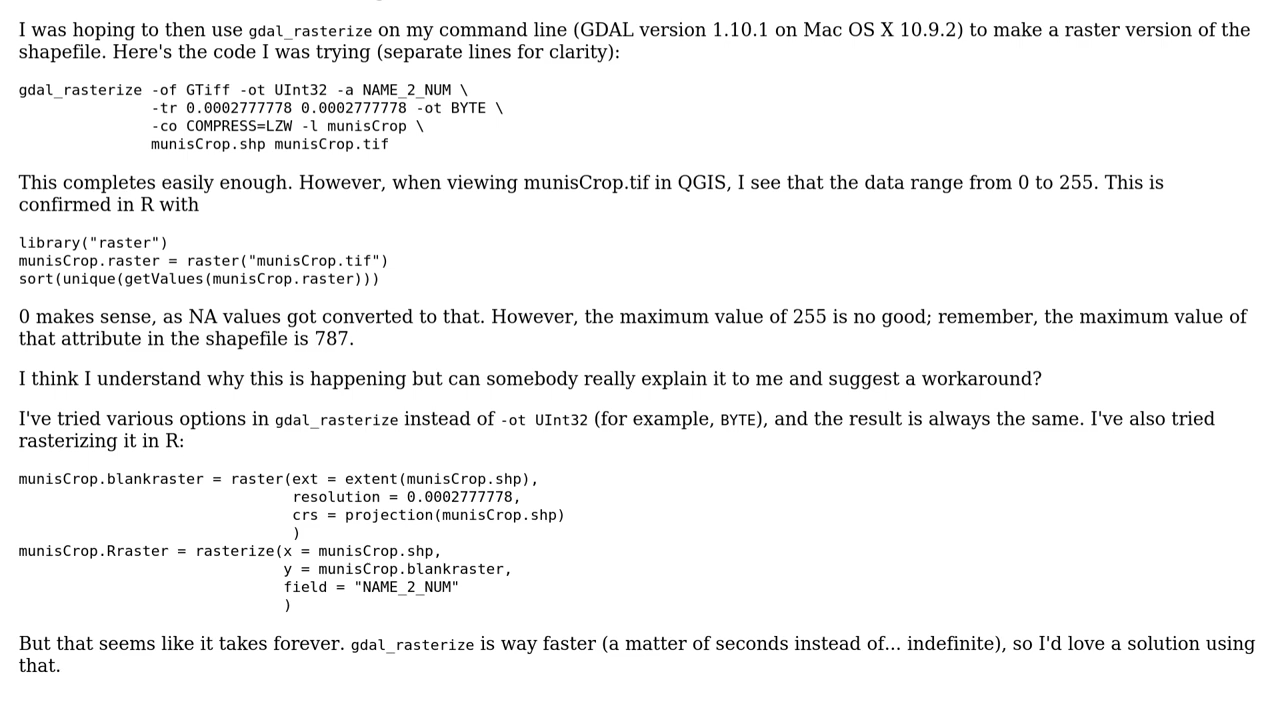 I was hoping to then use gdal_rasterize on my command line (GDAL version 1.10.1 on Mac OS X 10.9.2) to make a raster version of the
shapefile. Here's the code I was trying (separate lines for clarity):
gdal_rasterize -of GTiff -ot UInt32 -a NAME_2_NUM \
-tr 0.0002777778 0.0002777778 -ot BYTE \
-co COMPRESS=LZW -l munisCrop \
munisCrop.shp munisCrop.tif
This completes easily enough. However, when viewing munisCrop.tif in QGIS, I see that the data range from 0 to 255. This is
confirmed in R with
library("raster")
munisCrop.raster = raster("munisCrop.tif")
sort(unique(getValues(munisCrop.raster)))
0 makes sense, as NA values got converted to that. However, the maximum value of 255 is no good; remember, the maximum value of
that attribute in the shapefile is 787.
I think I understand why this is happening but can somebody really explain it to me and suggest a workaround?
I've tried various options in gdal_rasterize instead of -ot UInt32 (for example, BYTE), and the result is always the same. I've also tried
rasterizing it in R:
munisCrop.blankraster = raster(ext = extent(munisCrop.shp),
resolution = 0.0002777778,
crs = projection(munisCrop.shp)
)
munisCrop.Rraster = rasterize(x = munisCrop.shp,
y = munisCrop.blankraster,
field = "NAME_2_NUM"
)
But that seems like it takes forever. gdal_rasterize is way faster (a matter of seconds instead of... indefinite), so I'd love a solution using
that.